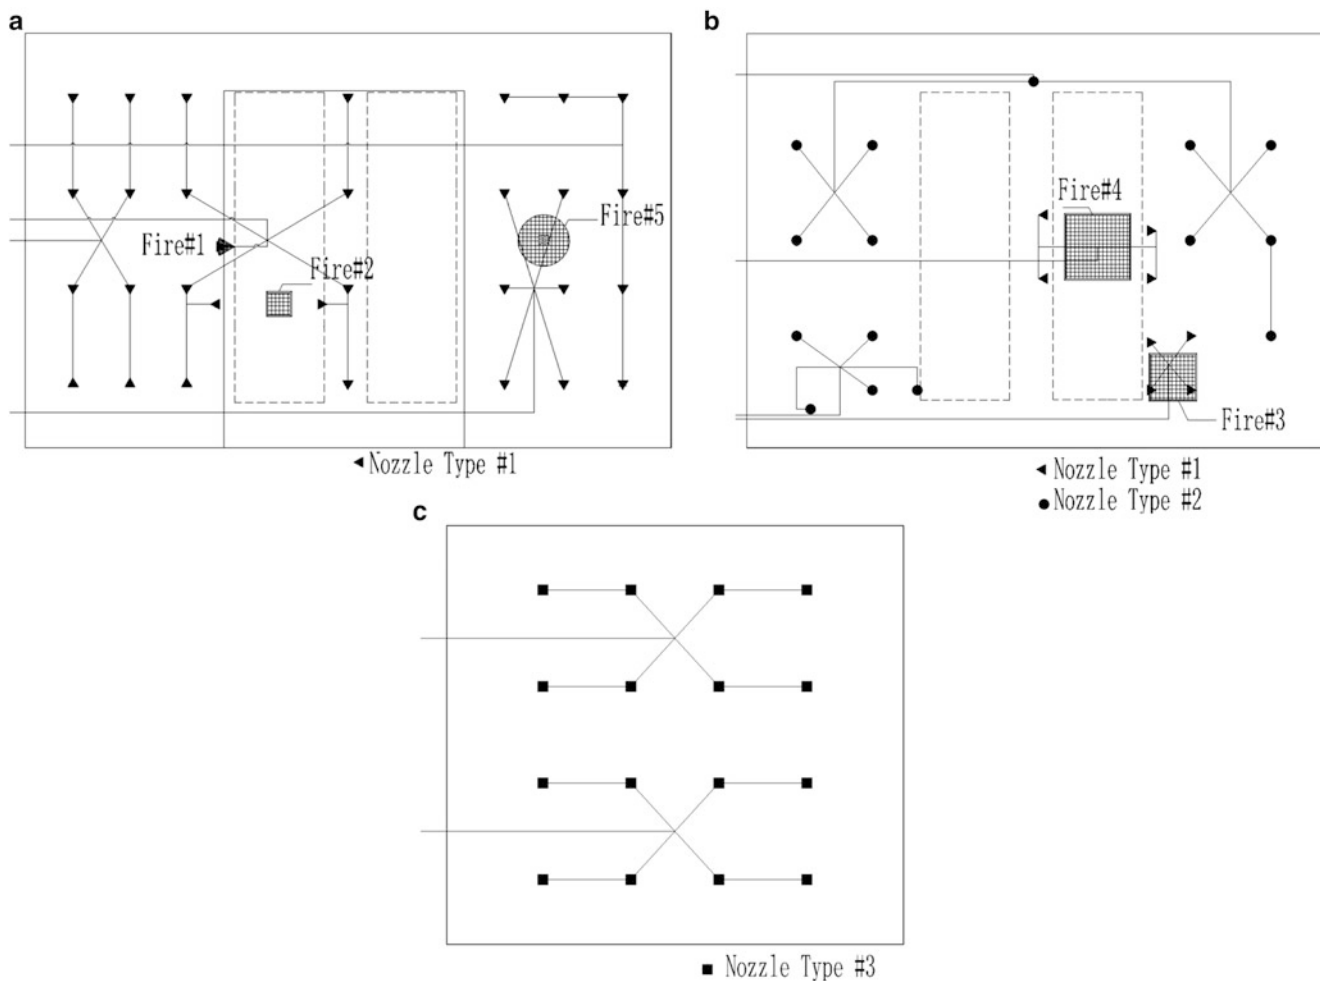 a
Fire#1
Fire#2
Fire#5
Nozzle Type #1
b
Fire#4
Fire#3
Nozzle Type #1
Nozzle Type #2
c
Nozzle Type #3